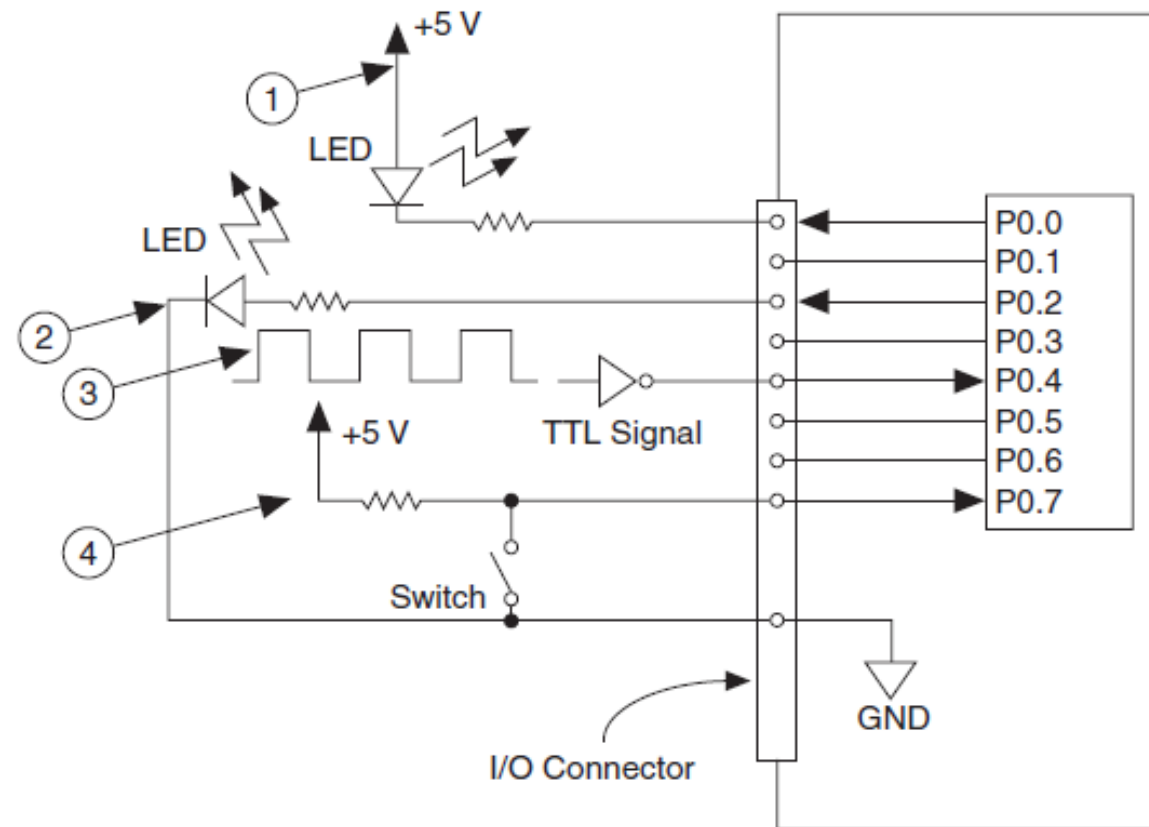 +5 V
1
LED
LED
P0.0
P0.1
2
P0.2
3
P0.3
P0.4
+5 V
TTL Signal
P0.5
P0.6
4
P0.7
Switch
GND
I/O Connector